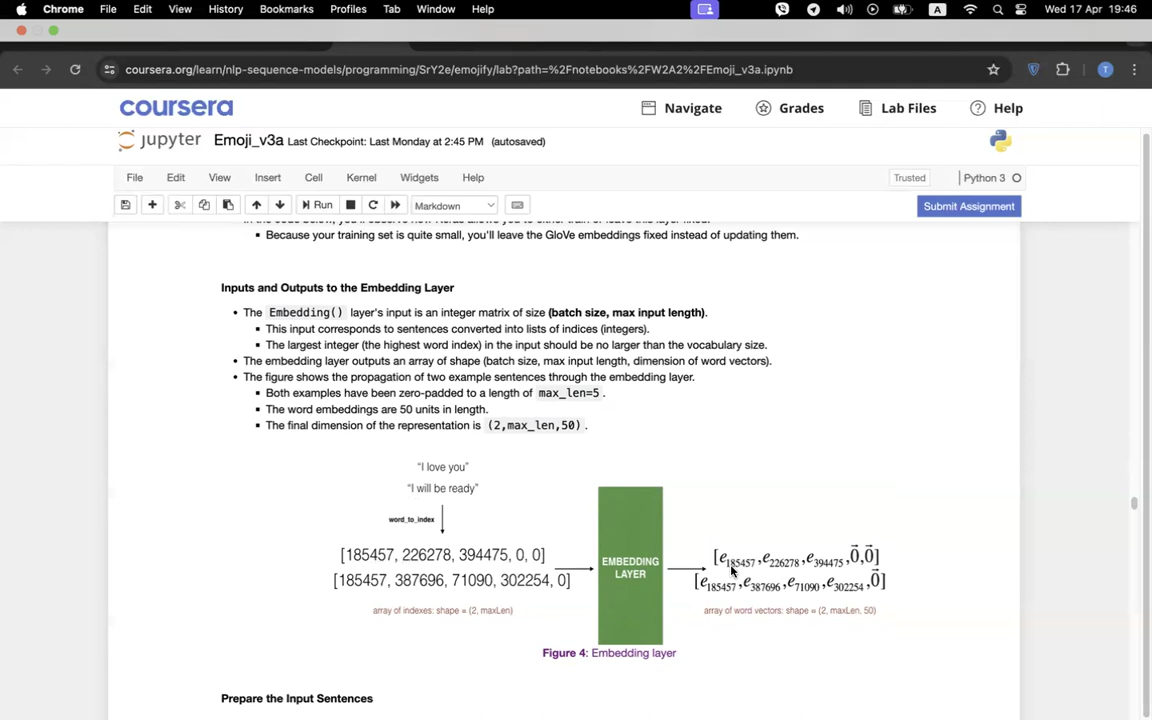 Chrome File Edit View History Bookmarks Profiles Tab Window Help A Wed 17 Apr 19:46
coursera.org/learn/nlp-sequence-models/programming/SrY2e/emojify/lab?path=%2Fnotebooks%2FW2A2%2FEmoji_v3a.ipynb T
coursera Navigate Grades Lab Files Help
jupyter Emoji_v3a Last Checkpoint: Last Monday at 2:45 PM (autosaved)
File Edit View Insert Cell Kernel Widgets Help Trusted Python 3
Run Markdown Submit Assignment
Because your training set is quite small, you'll leave the GloVe embeddings fixed instead of updating them.
Inputs and Outputs to the Embedding Layer
The Embedding() layer's input is an integer matrix of size (batch size, max input length).
This input corresponds to sentences converted into lists of indices (integers).
The largest integer (the highest word index) in the input should be no larger than the vocabulary size.
The embedding layer outputs an array of shape (batch size, max input length, dimension of word vectors).
The figure shows the propagation of two example sentences through the embedding layer.
Both examples have been zero-padded to a length of max_len=5.
The word embeddings are 50 units in length.
The final dimension of the representation is (2,max_len,50).
“I love you”
“I will be ready”
word_to_index
[185457, 226278, 394475, 0, 0]
[185457, 387696, 71090, 302254, 0]
array of indexes: shape = (2, maxLen)
EMBEDDING
LAYER
[e185457, e226278, e394475, 0⃗, 0⃗]
[e185457, e387696, e71090, e302254, 0⃗]
array of word vectors: shape = (2, maxLen, 50)
Figure 4: Embedding layer
Prepare the Input Sentences